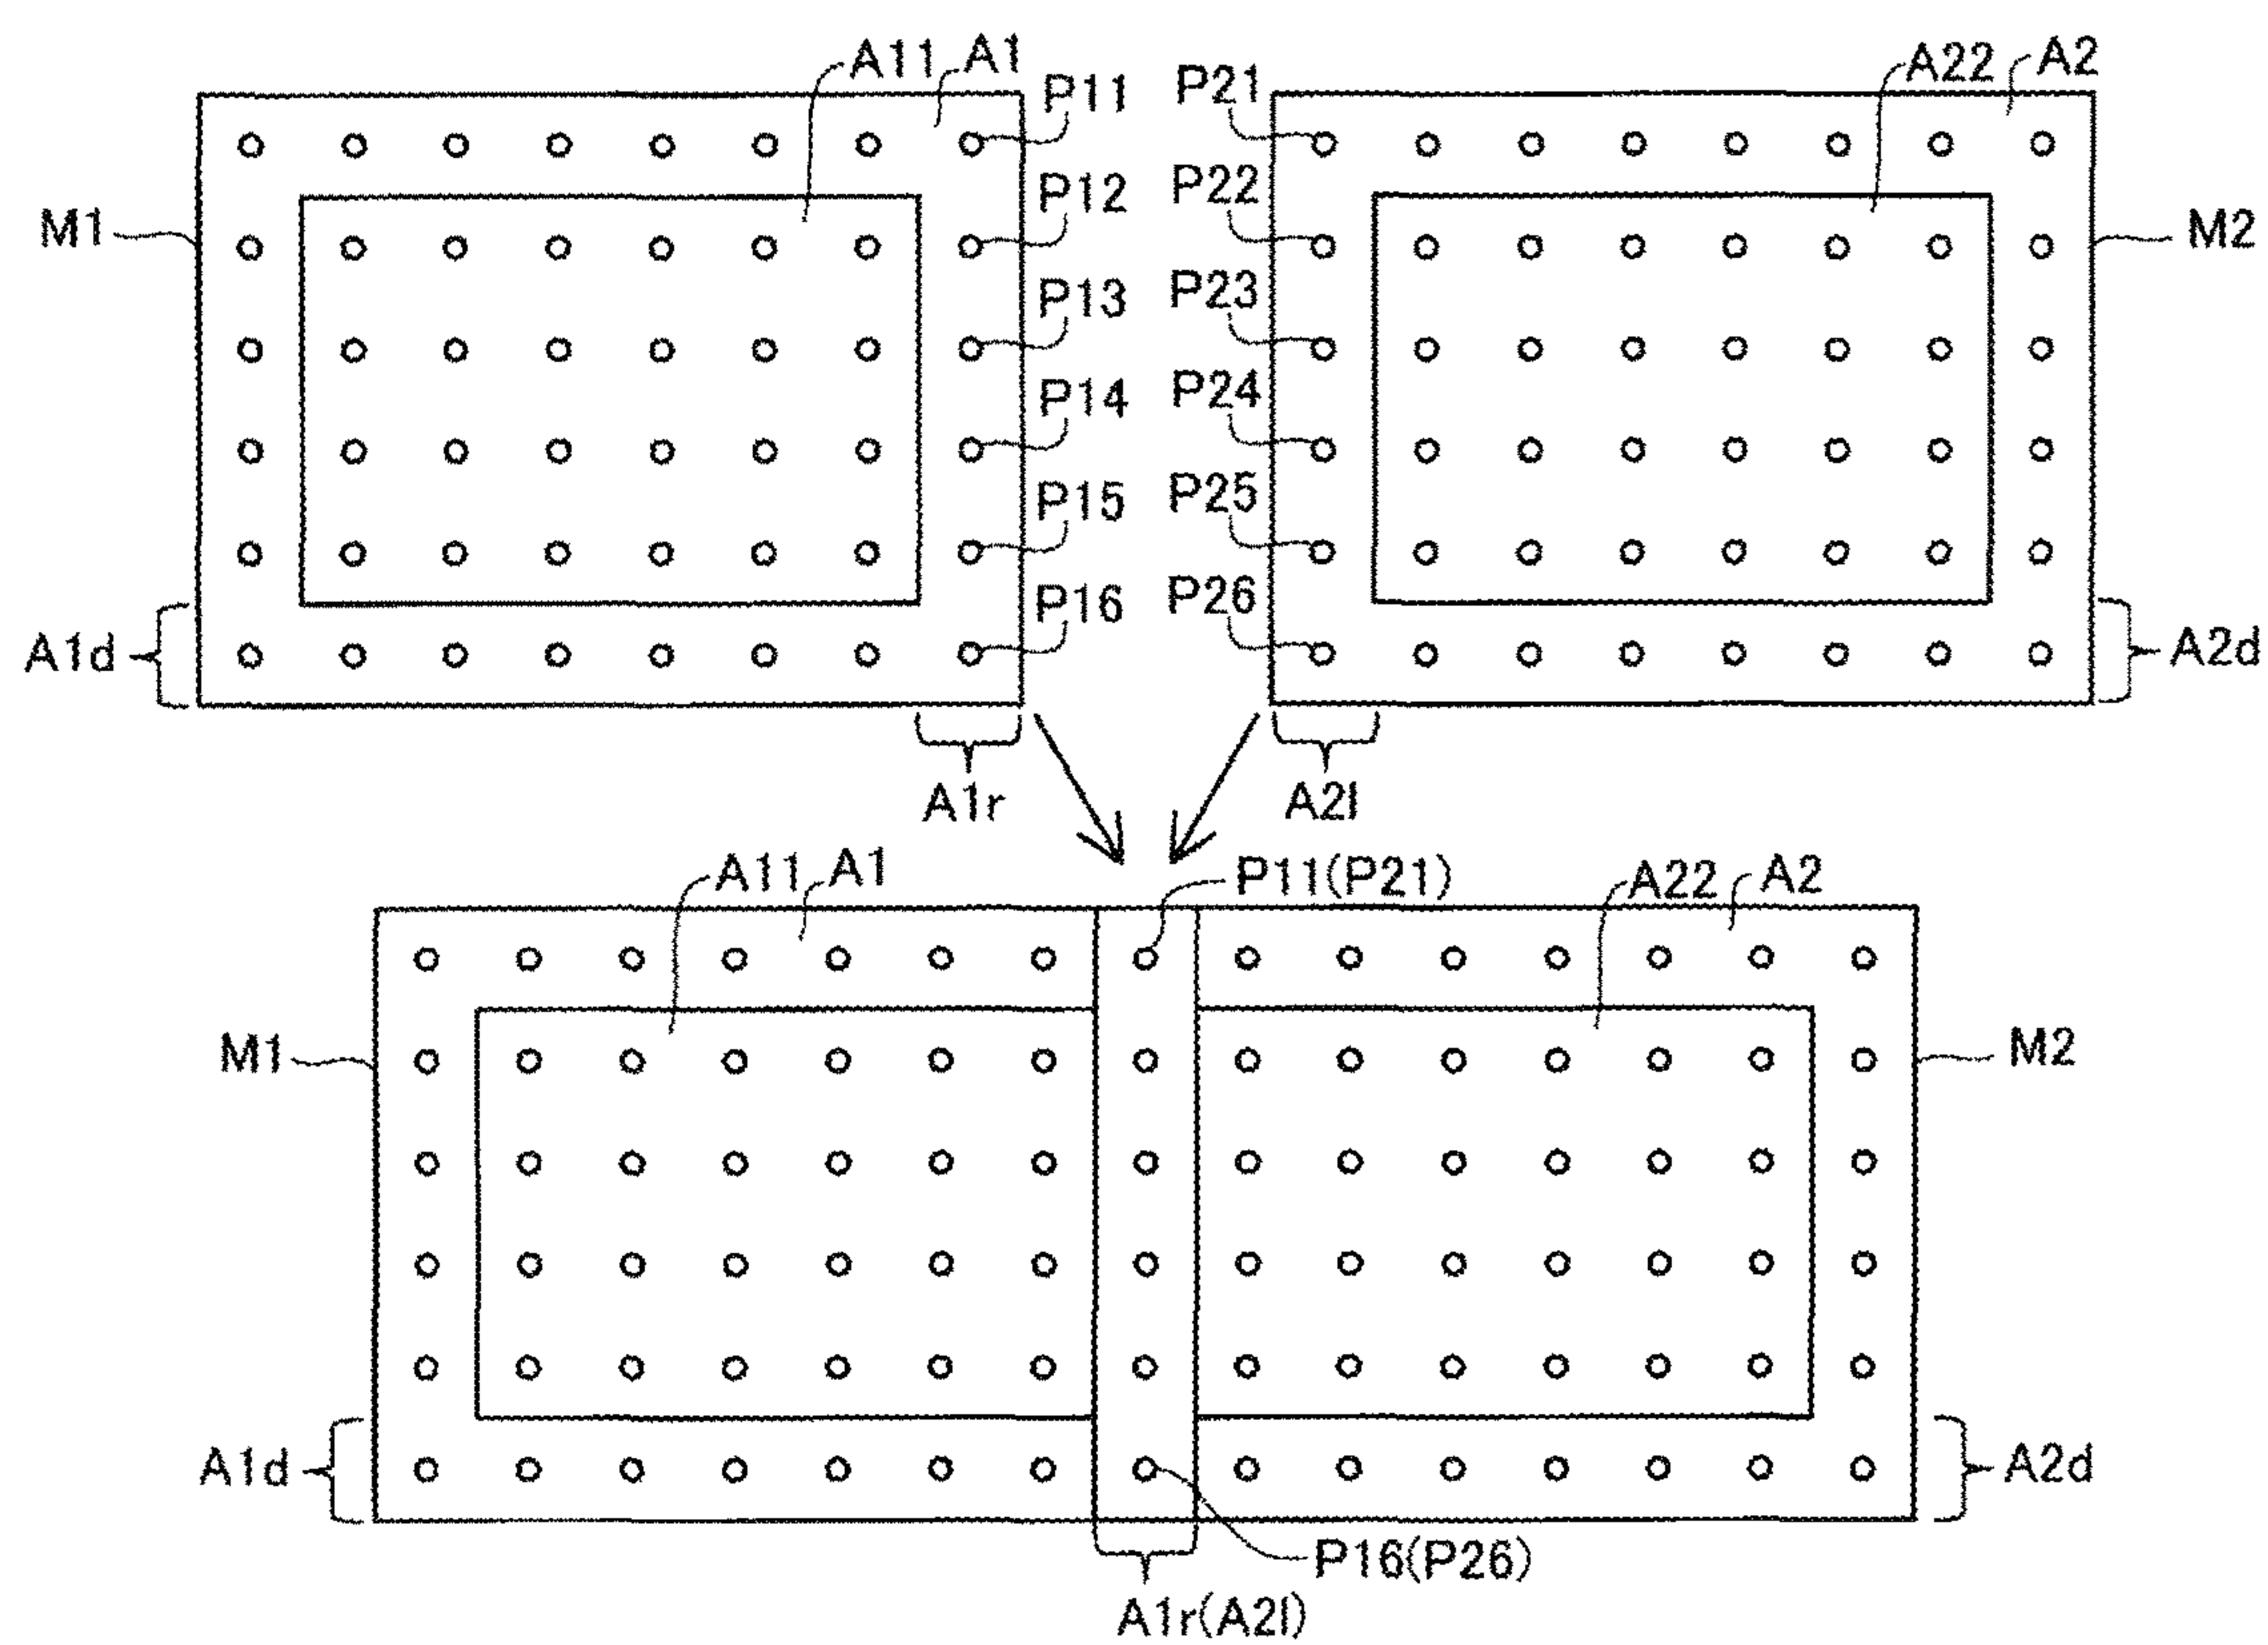 A11 A1 P11 P21 A22 A2
P12 P22
M1 M2
P13 P23
P14 P24
P15 P25
P16 P26
A1d A2d
A1r A2l
A11 A1 P11(P21) A22 A2
M1 M2
A1d A2d
P16(P26)
A1r(A2l)